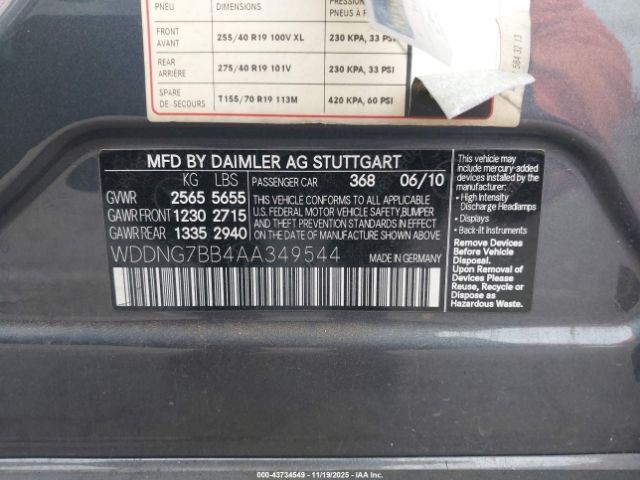 PNEU DIMENSIONS PNEUS À F
FRONT AVANT 255/40 R19 100V XL 230 KPA, 33 PSI
REAR ARRIÈRE 275/40 R19 101V 230 KPA, 33 PSI
SPARE DE SECOURS T155/70 R19 113M 420 KPA, 60 PSI
584 32 13
MFD BY DAIMLER AG STUTTGART
KG LBS
GVWR 2565 5655
GAWR FRONT 1230 2715
GAWR REAR 1335 2940
PASSENGER CAR 368 06/10
THIS VEHICLE CONFORMS TO ALL APPLICABLE
U.S. FEDERAL MOTOR VEHICLE SAFETY, BUMPER
AND THEFT PREVENTION STANDARDS IN EFFECT
ON THE DATE OF MANUFACTURE SHOWN ABOVE.
WDDNG7BB4AA349544 MADE IN GERMANY
This vehicle may
include mercury-added
devices installed by the
manufacturer:
• High Intensity
Discharge Headlamps
• Displays
• Back-lit Instruments
Remove Devices
Before Vehicle
Disposal.
Upon Removal of
Devices Please
Reuse, Recycle or
Dispose as
Hazardous Waste.
000-43734549 - 11/19/2025 - IAAI.COM